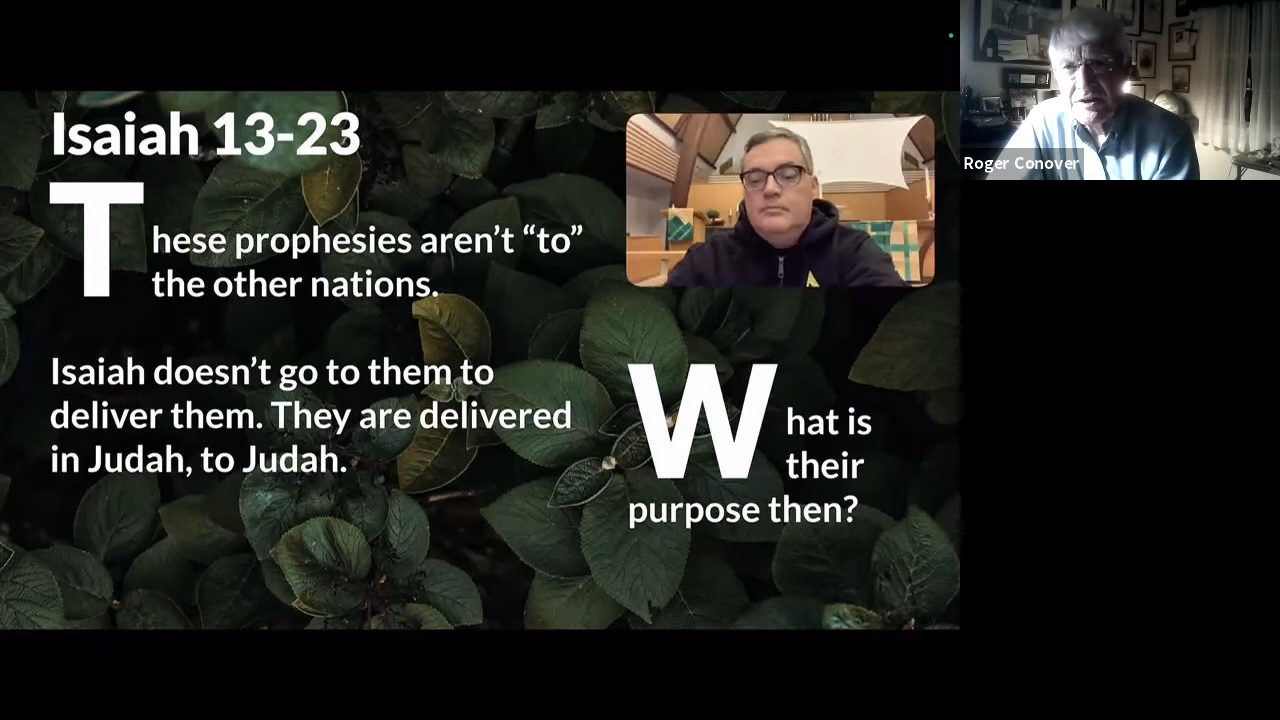 Isaiah 13-23
These prophesies aren’t “to”
the other nations.
Isaiah doesn’t go to them to
deliver them. They are delivered
in Judah, to Judah.
What is
their
purpose then?
Roger Conover